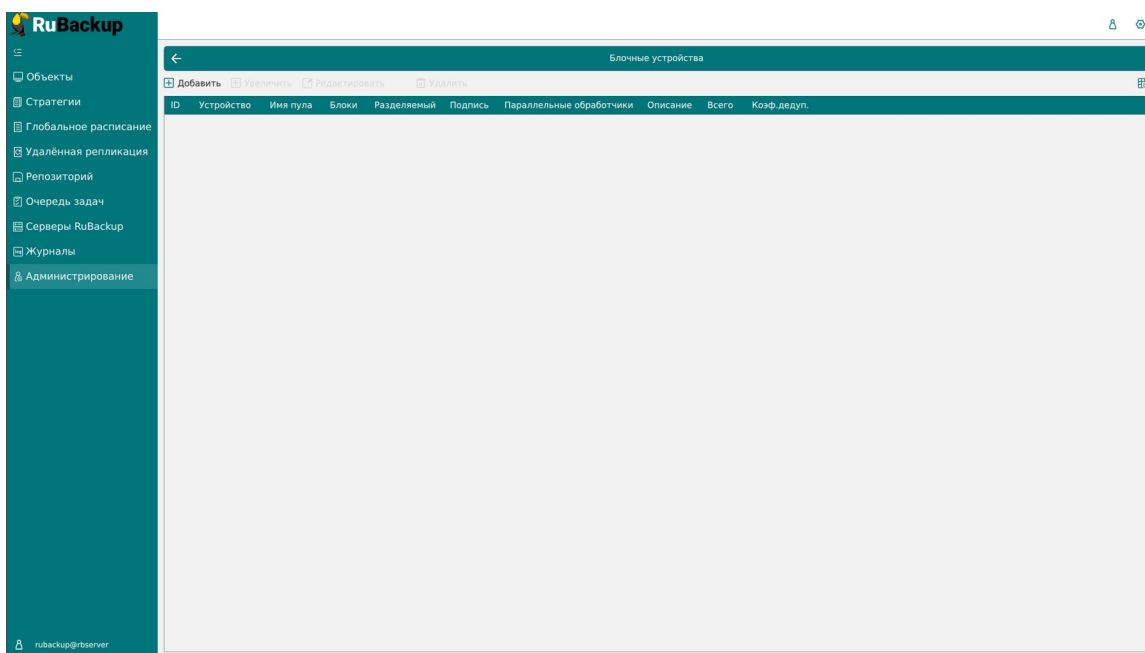 RuBackup
Блочные устройства
Объекты
Стратегии
Глобальное расписание
Удалённая репликация
Репозиторий
Очередь задач
Серверы RuBackup
Журналы
Администрирование
rubackup@rbserver
Добавить Увеличить Редактировать Удалить
ID Устройство Имя пула Блоки Разделяемый Подпись Параллельные обработчики Описание Всего Коэф.дедуп.